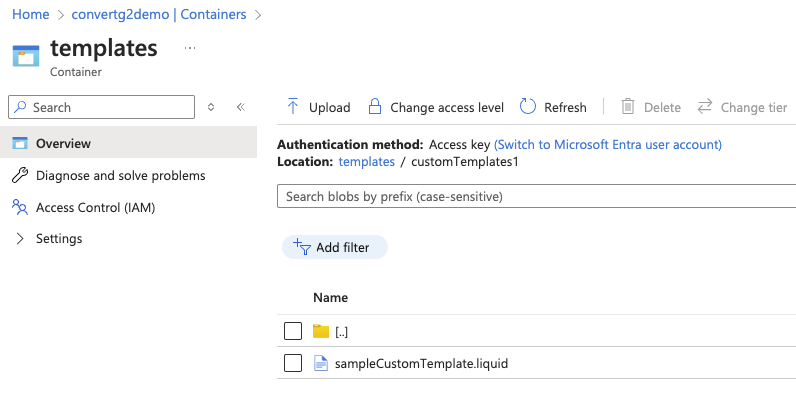 Home > convertg2demo | Containers >
templates ...
Container
Search
«
Overview
Diagnose and solve problems
Access Control (IAM)
Settings
Upload Change access level Refresh Delete Change tier
Authentication method: Access key (Switch to Microsoft Entra user account)
Location: templates / customTemplates1
Search blobs by prefix (case-sensitive)
Add filter
Name
[..]
sampleCustomTemplate.liquid